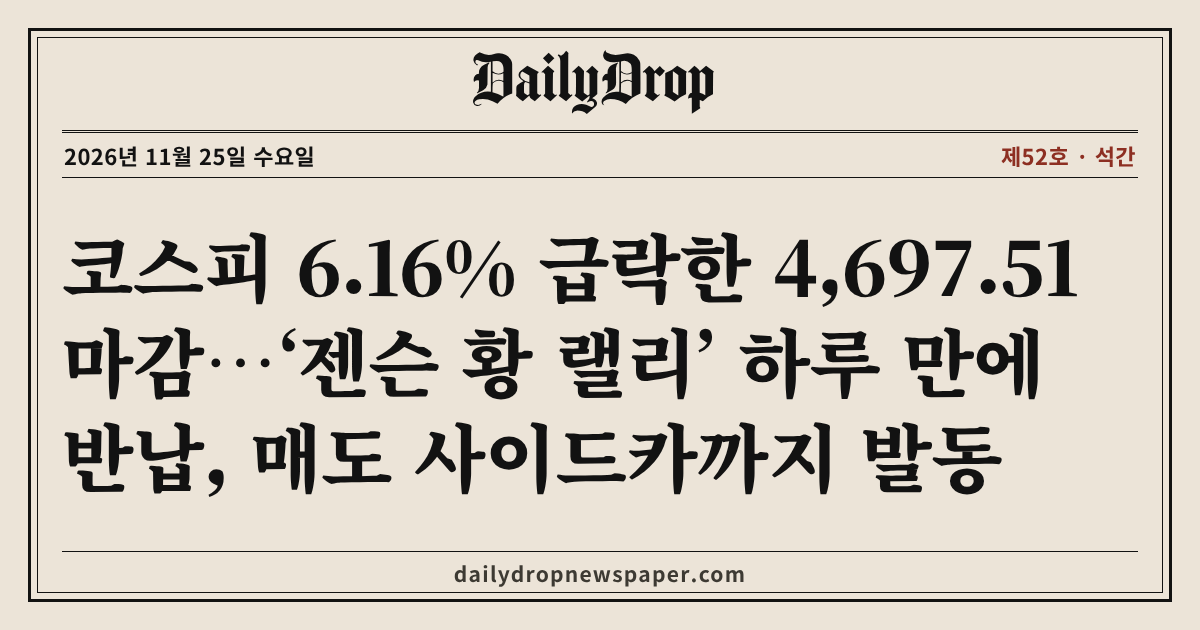 DailyDrop
2026년 11월 25일 수요일
제52호 · 석간
코스피 6.16% 급락한 4,697.51
마감…‘젠슨 황 랠리’ 하루 만에
반납, 매도 사이드카까지 발동
dailydropnewspaper.com